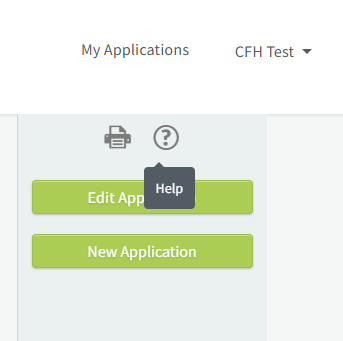 My Applications
CFH Test
Help
Edit
New Application